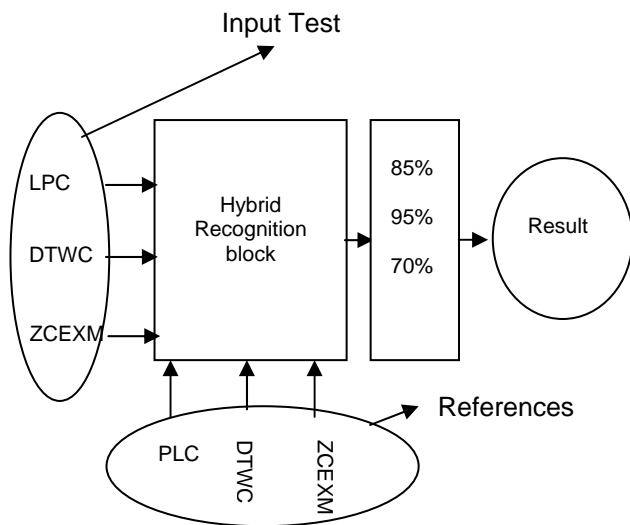 Input Test
LPC
DTWC
ZCEXM
Hybrid
Recognition
block
85%
95%
70%
Result
References
PLC
DTWC
ZCEXM